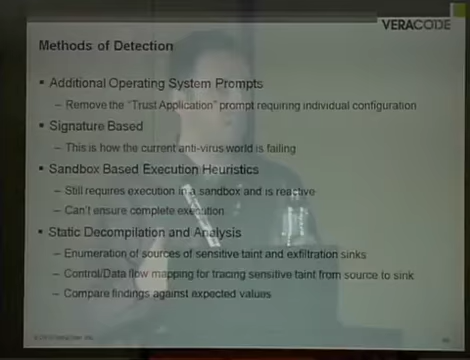 VERACODE
Methods of Detection
▪ Additional Operating System Prompts
– Remove the "Trust Application" prompt requiring individual configuration
▪ Signature Based
– This is how the current anti-virus world is failing
▪ Sandbox Based Execution Heuristics
– Still requires execution in a sandbox and is reactive
– Can't ensure complete execution
▪ Static Decompilation and Analysis
– Enumeration of sources of sensitive taint and exfiltration sinks
– Control/Data flow mapping for tracing sensitive taint from source to sink
– Compare findings against expected values